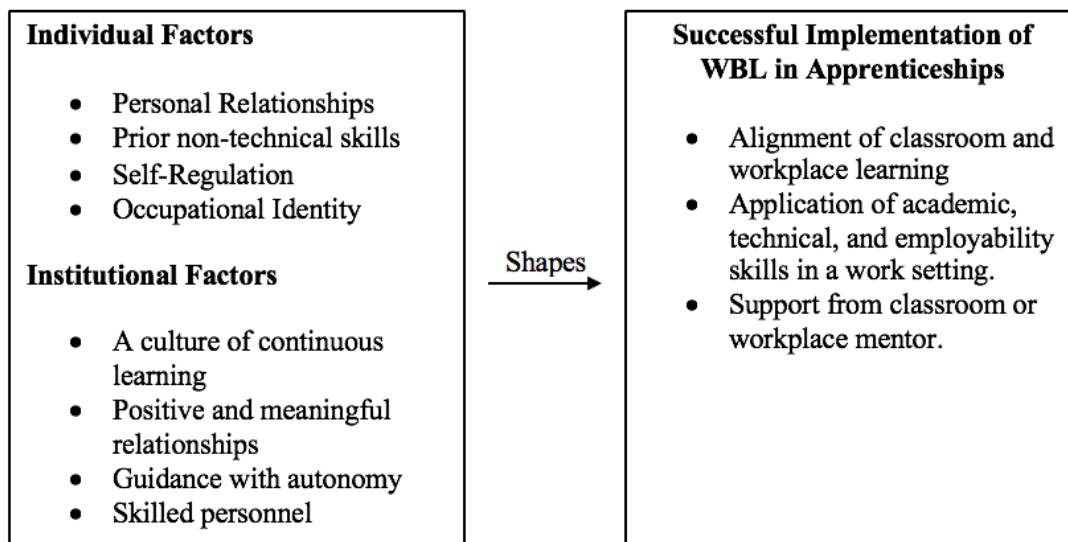 Individual Factors
• Personal Relationships
• Prior non-technical skills
• Self-Regulation
• Occupational Identity
Institutional Factors
• A culture of continuous
learning
• Positive and meaningful
relationships
• Guidance with autonomy
• Skilled personnel
Shapes
Successful Implementation of
WBL in Apprenticeships
• Alignment of classroom and
workplace learning
• Application of academic,
technical, and employability
skills in a work setting.
• Support from classroom or
workplace mentor.